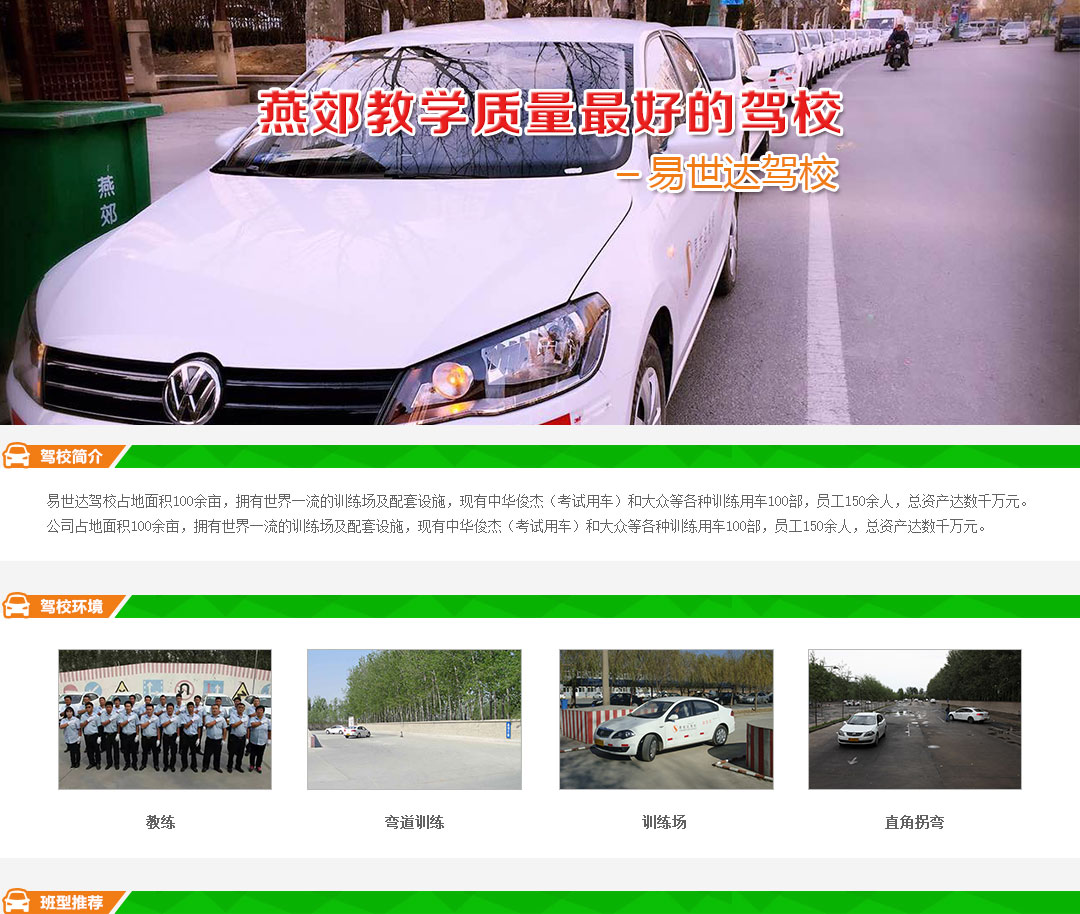 燕郊教学质量最好的驾校
– 易世达驾校
燕郊
驾校简介
易世达驾校占地面积100余亩，拥有世界一流的训练场及配套设施，现有中华俊杰（考试用车）和大众等各种训练用车100部，员工150余人，总资产达数千万元。
公司占地面积100余亩，拥有世界一流的训练场及配套设施，现有中华俊杰（考试用车）和大众等各种训练用车100部，员工150余人，总资产达数千万元。
驾校环境
教练
弯道训练
训练场
直角拐弯
班型推荐